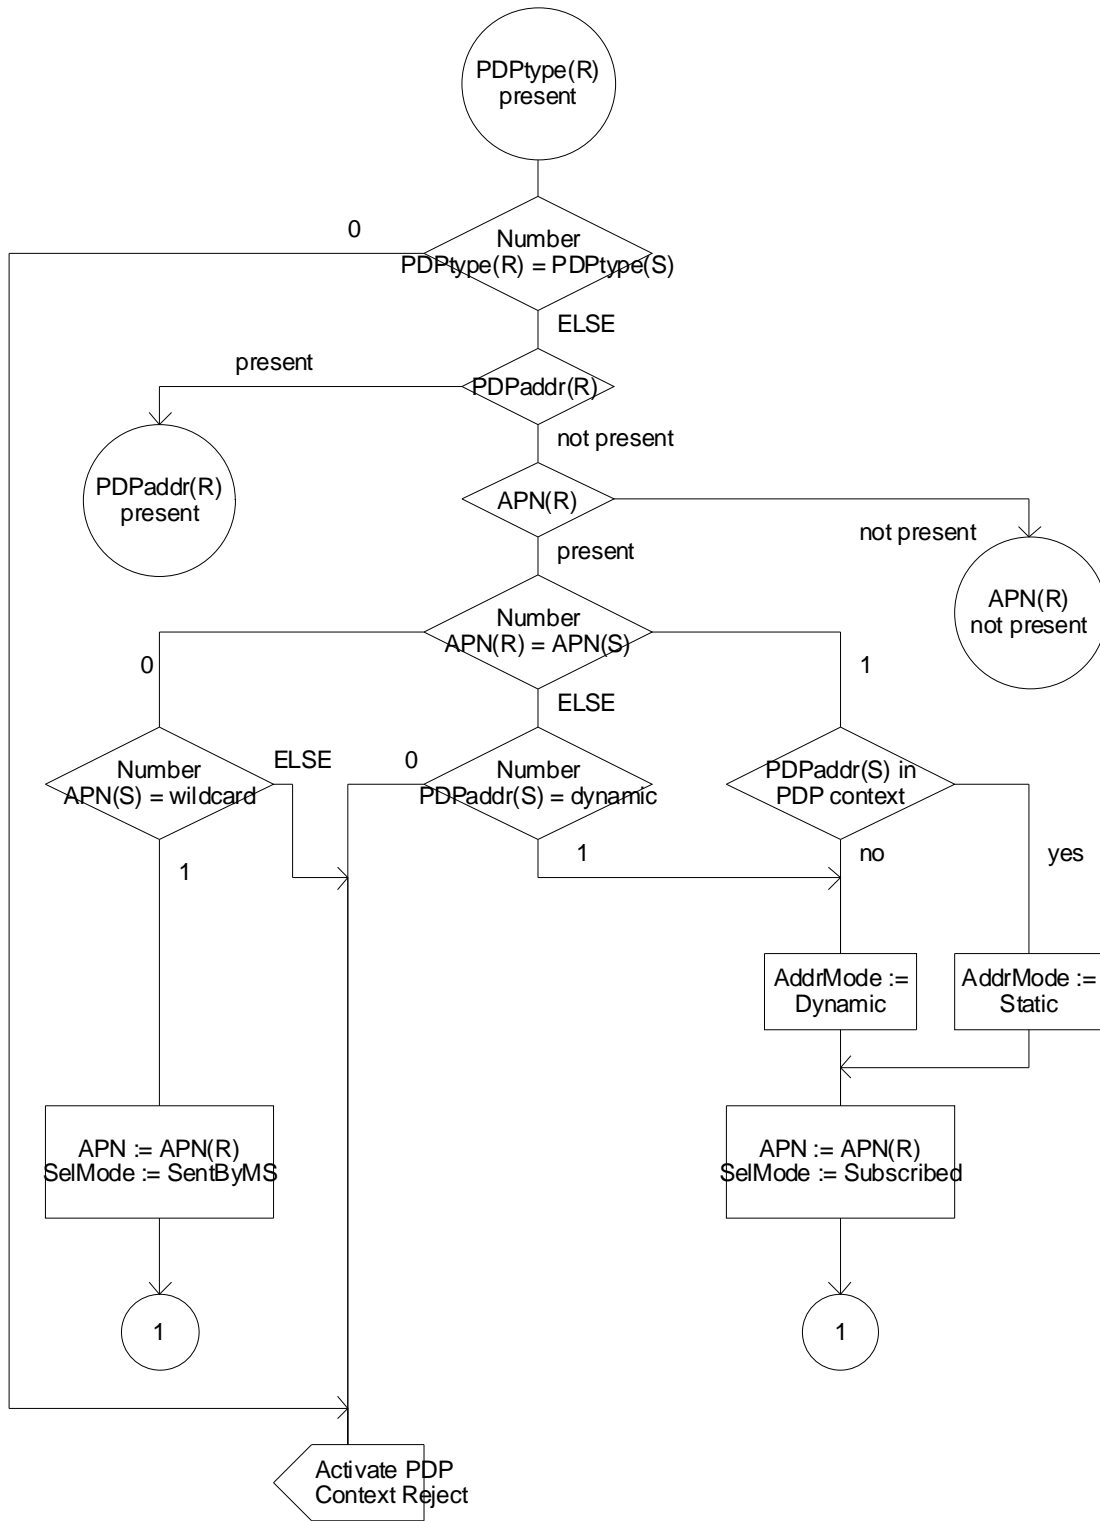 PDPtype(R)
present
0
Number
PDPtype(R) = PDPtype(S)
ELSE
present
PDPaddr(R)
not present
PDPaddr(R)
present
APN(R)
not present
present
APN(R)
not present
Number
APN(R) = APN(S)
0
1
ELSE
Number
APN(S) = wildcard
ELSE
0
Number
PDPaddr(S) = dynamic
PDPaddr(S) in
PDP context
1
1
no
yes
AddrMode :=
Dynamic
AddrMode :=
Static
APN := APN(R)
SelMode := SentByMS
APN := APN(R)
SelMode := Subscribed
1
1
Activate PDP
Context Reject